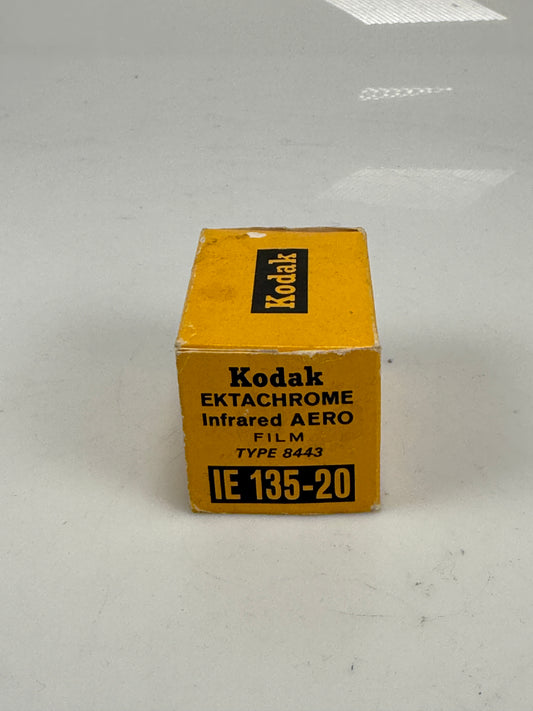 Kodak
Kodak
EKTACHROME
Infrared AERO
FILM
TYPE 8443
IE 135-20